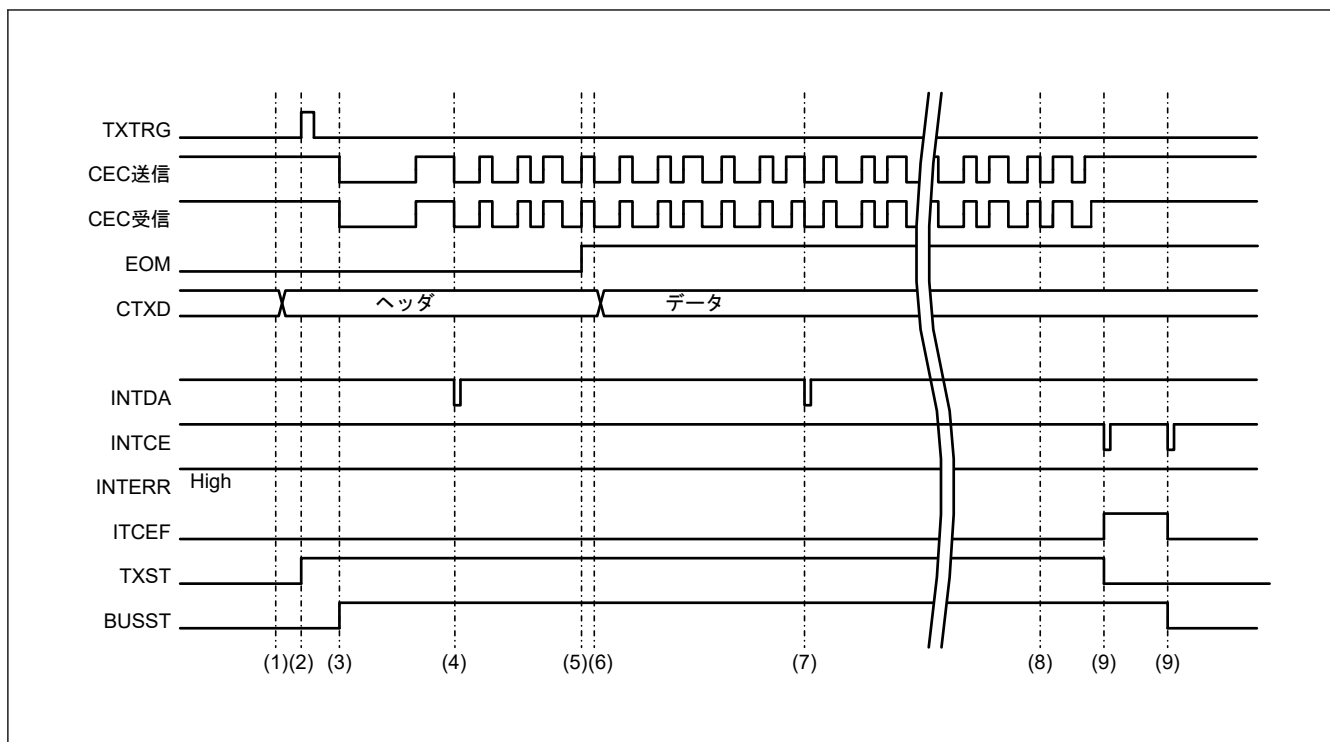 TXTRG
CEC送信
CEC受信
EOM
CTXD ヘッダ データ
INTDA
INTCE
INTERR High
ITCEF
TXST
BUSST
(1)(2) (3) (4) (5)(6) (7) (8) (9) (9)